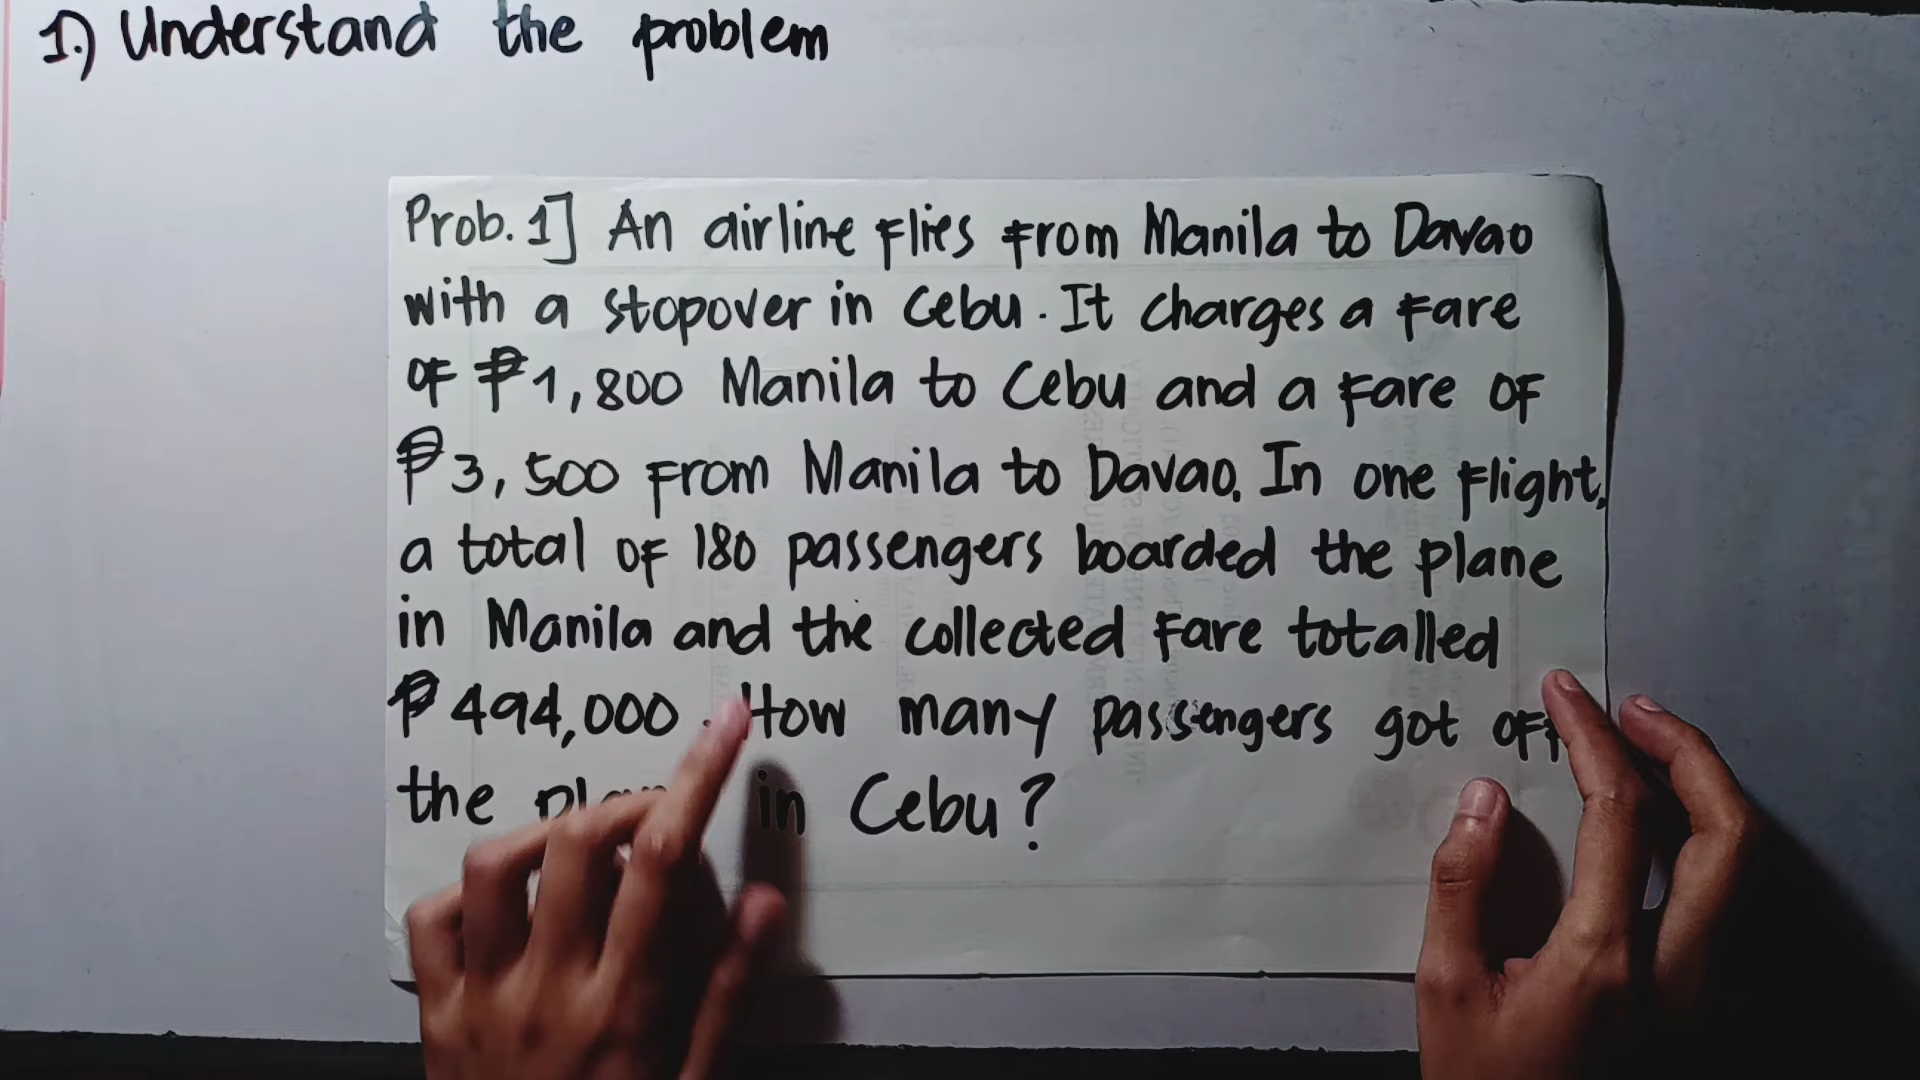 1.) Understand the problem
Prob. 1] An airline flies from Manila to Davao
with a stopover in Cebu. It charges a fare
of ₱1,800 Manila to Cebu and a fare of
₱3,500 from Manila to Davao. In one flight,
a total of 180 passengers boarded the plane
in Manila and the collected fare totalled
₱494,000. How many passengers got off
the in Cebu?